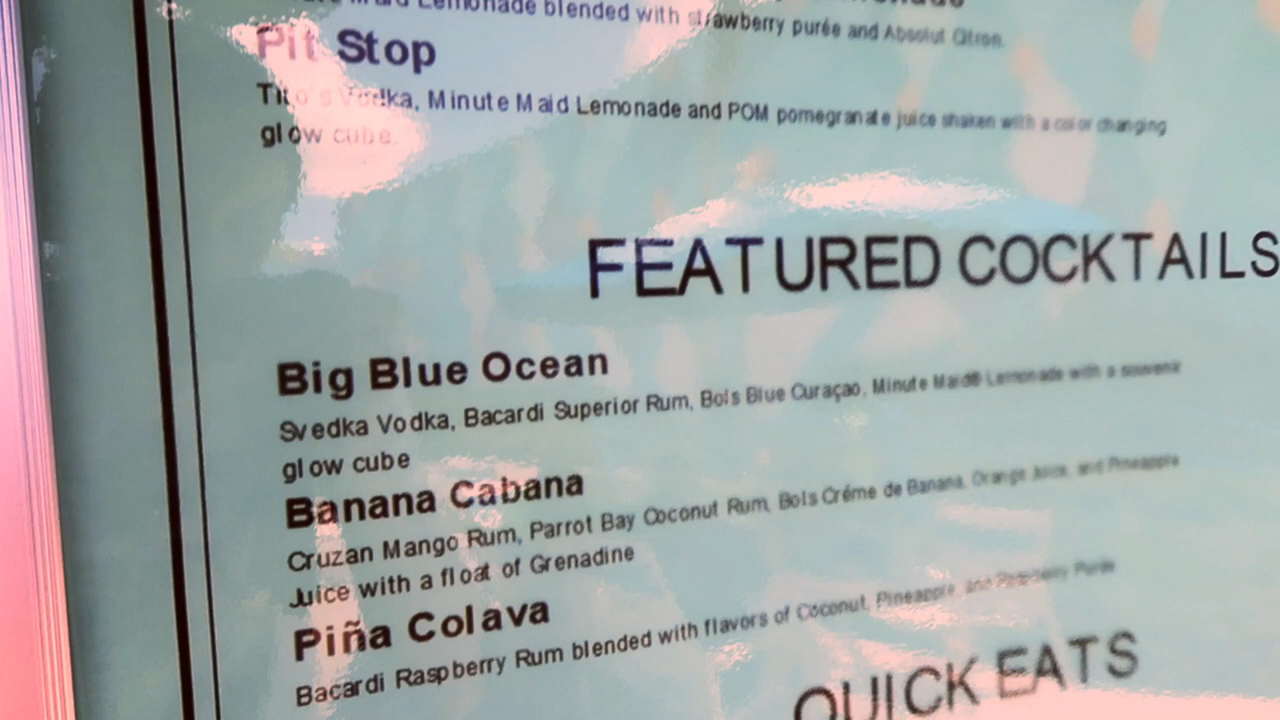 Lemonade blended with strawberry purée and Absolut Citron.
Pit Stop
Tito's Vodka, Minute Maid Lemonade and POM pomegranate juice shaken with a color changing
glow cube.
FEATURED COCKTAILS
Big Blue Ocean
Svedka Vodka, Bacardi Superior Rum, Bols Blue Curaçao, Minute Maid® Lemonade with a souvenir
glow cube
Banana Cabana
Cruzan Mango Rum, Parrot Bay Coconut Rum, Bols Créme de Banana, Orange Juice, and Pineapple
Juice with a float of Grenadine
Piña Colava
Bacardi Raspberry Rum blended with flavors of Coconut, Pineapple, and Raspberry Purée
QUICK EATS